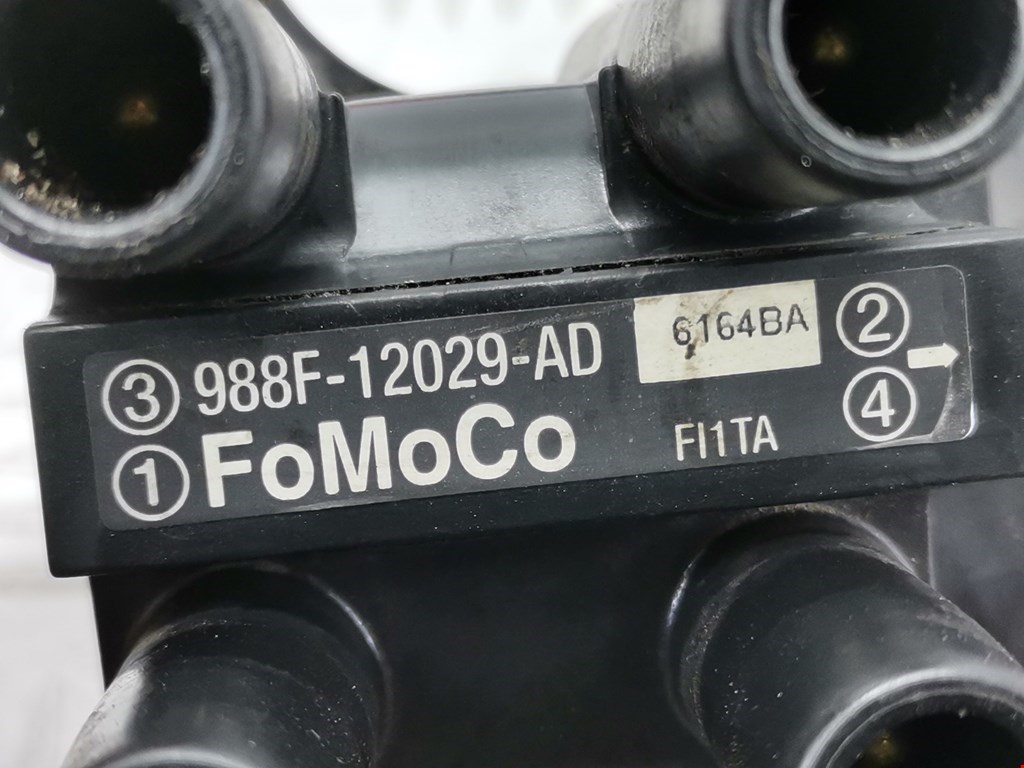 ③ 988F-12029-AD 6164BA ②
① FoMoCo FI1TA ④